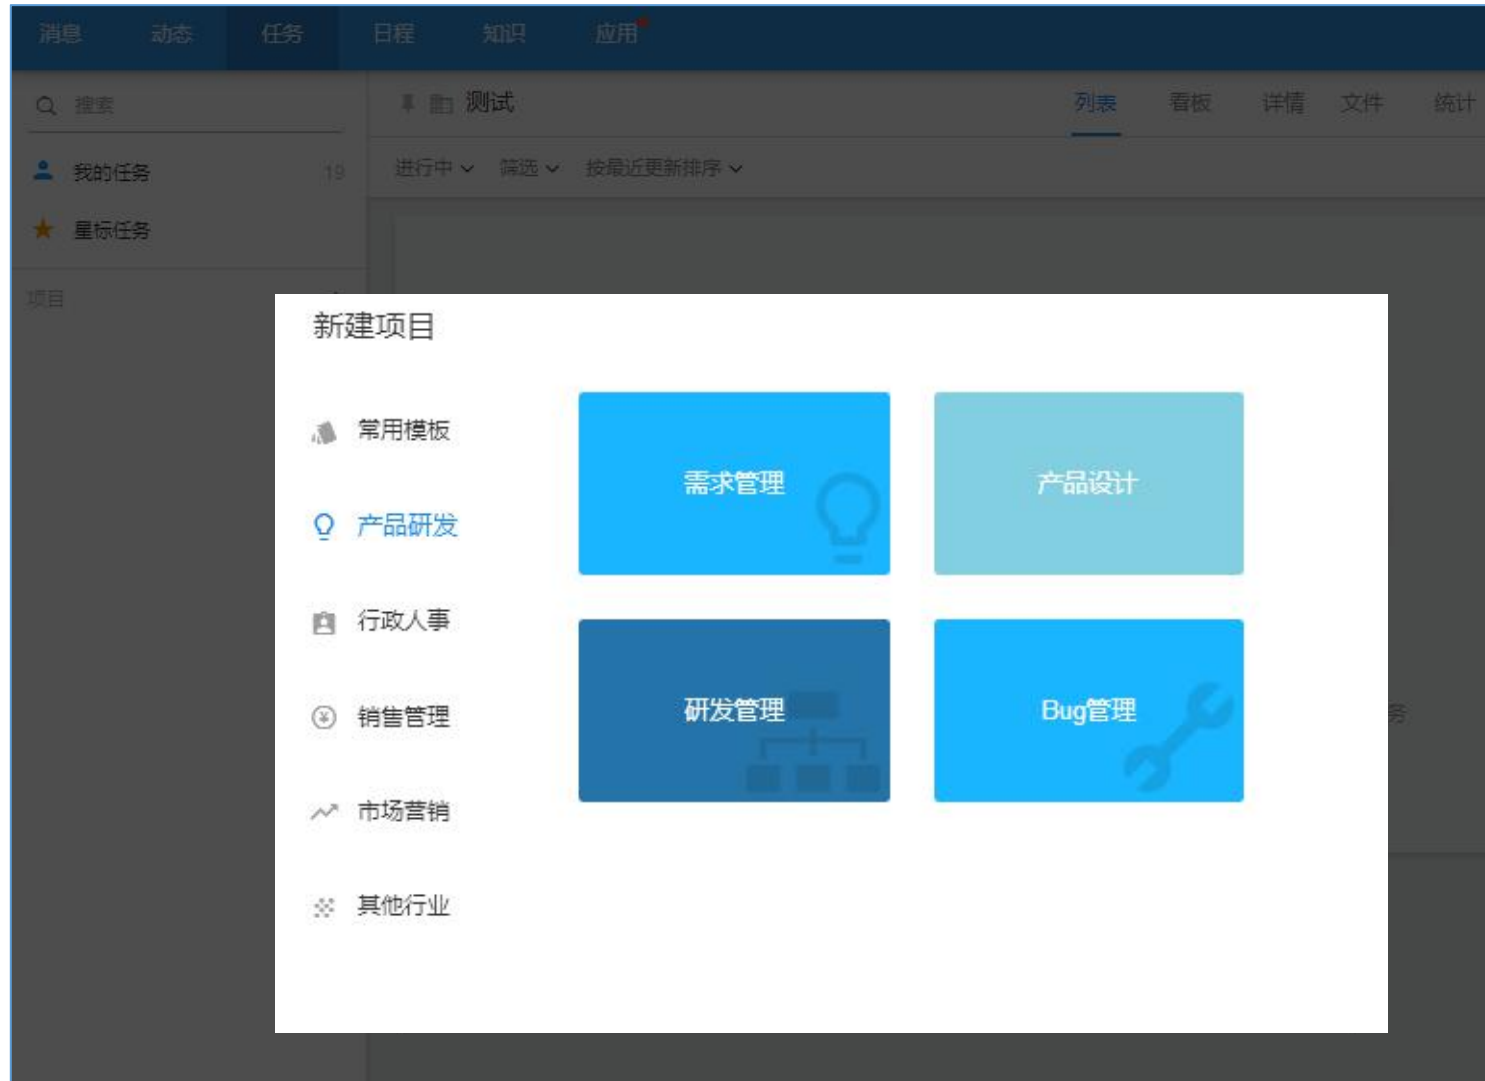 消息 动态 任务 日程 知识 应用
搜索 测试 列表 看板 详情 文件 统计
我的任务 19 进行中 筛选 按最近更新排序
星标任务
项目
新建项目
常用模板
产品研发
行政人事
销售管理
市场营销
其他行业
需求管理 产品设计
研发管理 Bug管理
务